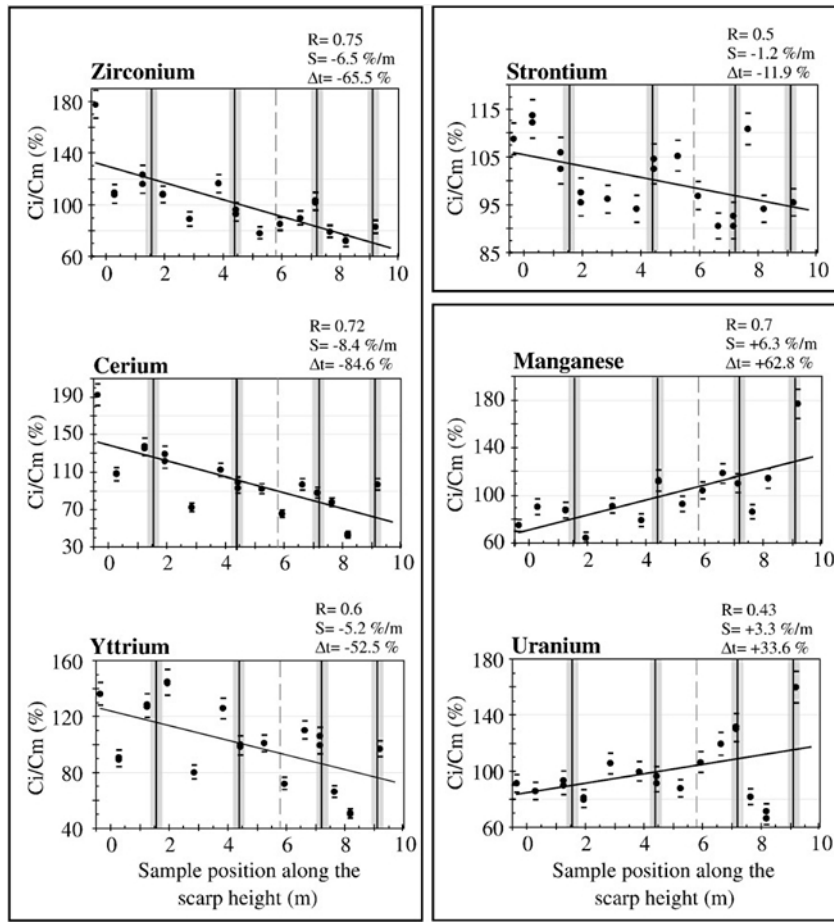 R= 0.75
S= -6.5 %/m
Δt= -65.5 %
Zirconium
Ci/Cm (%)
180
140
100
60
0 2 4 6 8 10
R= 0.72
S= -8.4 %/m
Δt= -84.6 %
Cerium
Ci/Cm (%)
190
150
110
70
30
0 2 4 6 8 10
R= 0.6
S= -5.2 %/m
Δt= -52.5 %
Yttrium
Ci/Cm (%)
160
120
80
40
0 2 4 6 8 10
Sample position along the
scarp height (m)
R= 0.5
S= -1.2 %/m
Δt= -11.9 %
Strontium
Ci/Cm (%)
115
105
95
85
0 2 4 6 8 10
R= 0.7
S= +6.3 %/m
Δt= +62.8 %
Manganese
Ci/Cm (%)
180
140
100
60
0 2 4 6 8 10
R= 0.43
S= +3.3 %/m
Δt= +33.6 %
Uranium
Ci/Cm (%)
180
140
100
60
0 2 4 6 8 10
Sample position along the
scarp height (m)